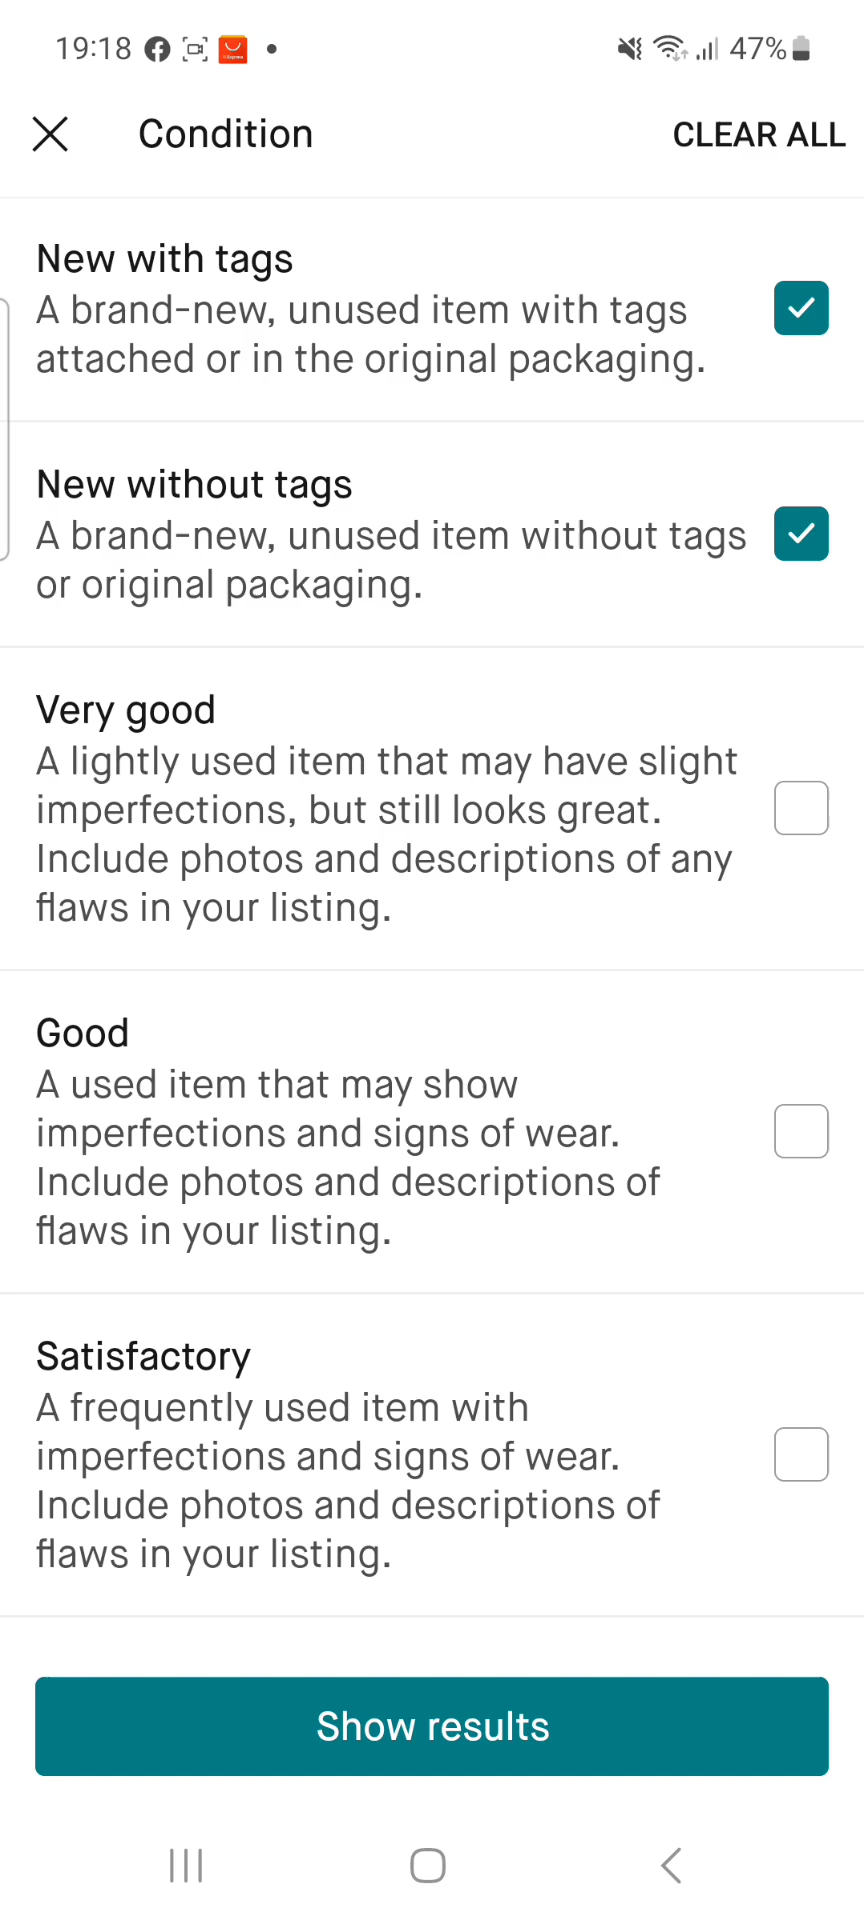 19:18
47%
Condition
CLEAR ALL
New with tags
A brand-new, unused item with tags
attached or in the original packaging.
New without tags
A brand-new, unused item without tags
or original packaging.
Very good
A lightly used item that may have slight
imperfections, but still looks great.
Include photos and descriptions of any
flaws in your listing.
Good
A used item that may show
imperfections and signs of wear.
Include photos and descriptions of
flaws in your listing.
Satisfactory
A frequently used item with
imperfections and signs of wear.
Include photos and descriptions of
flaws in your listing.
Show results